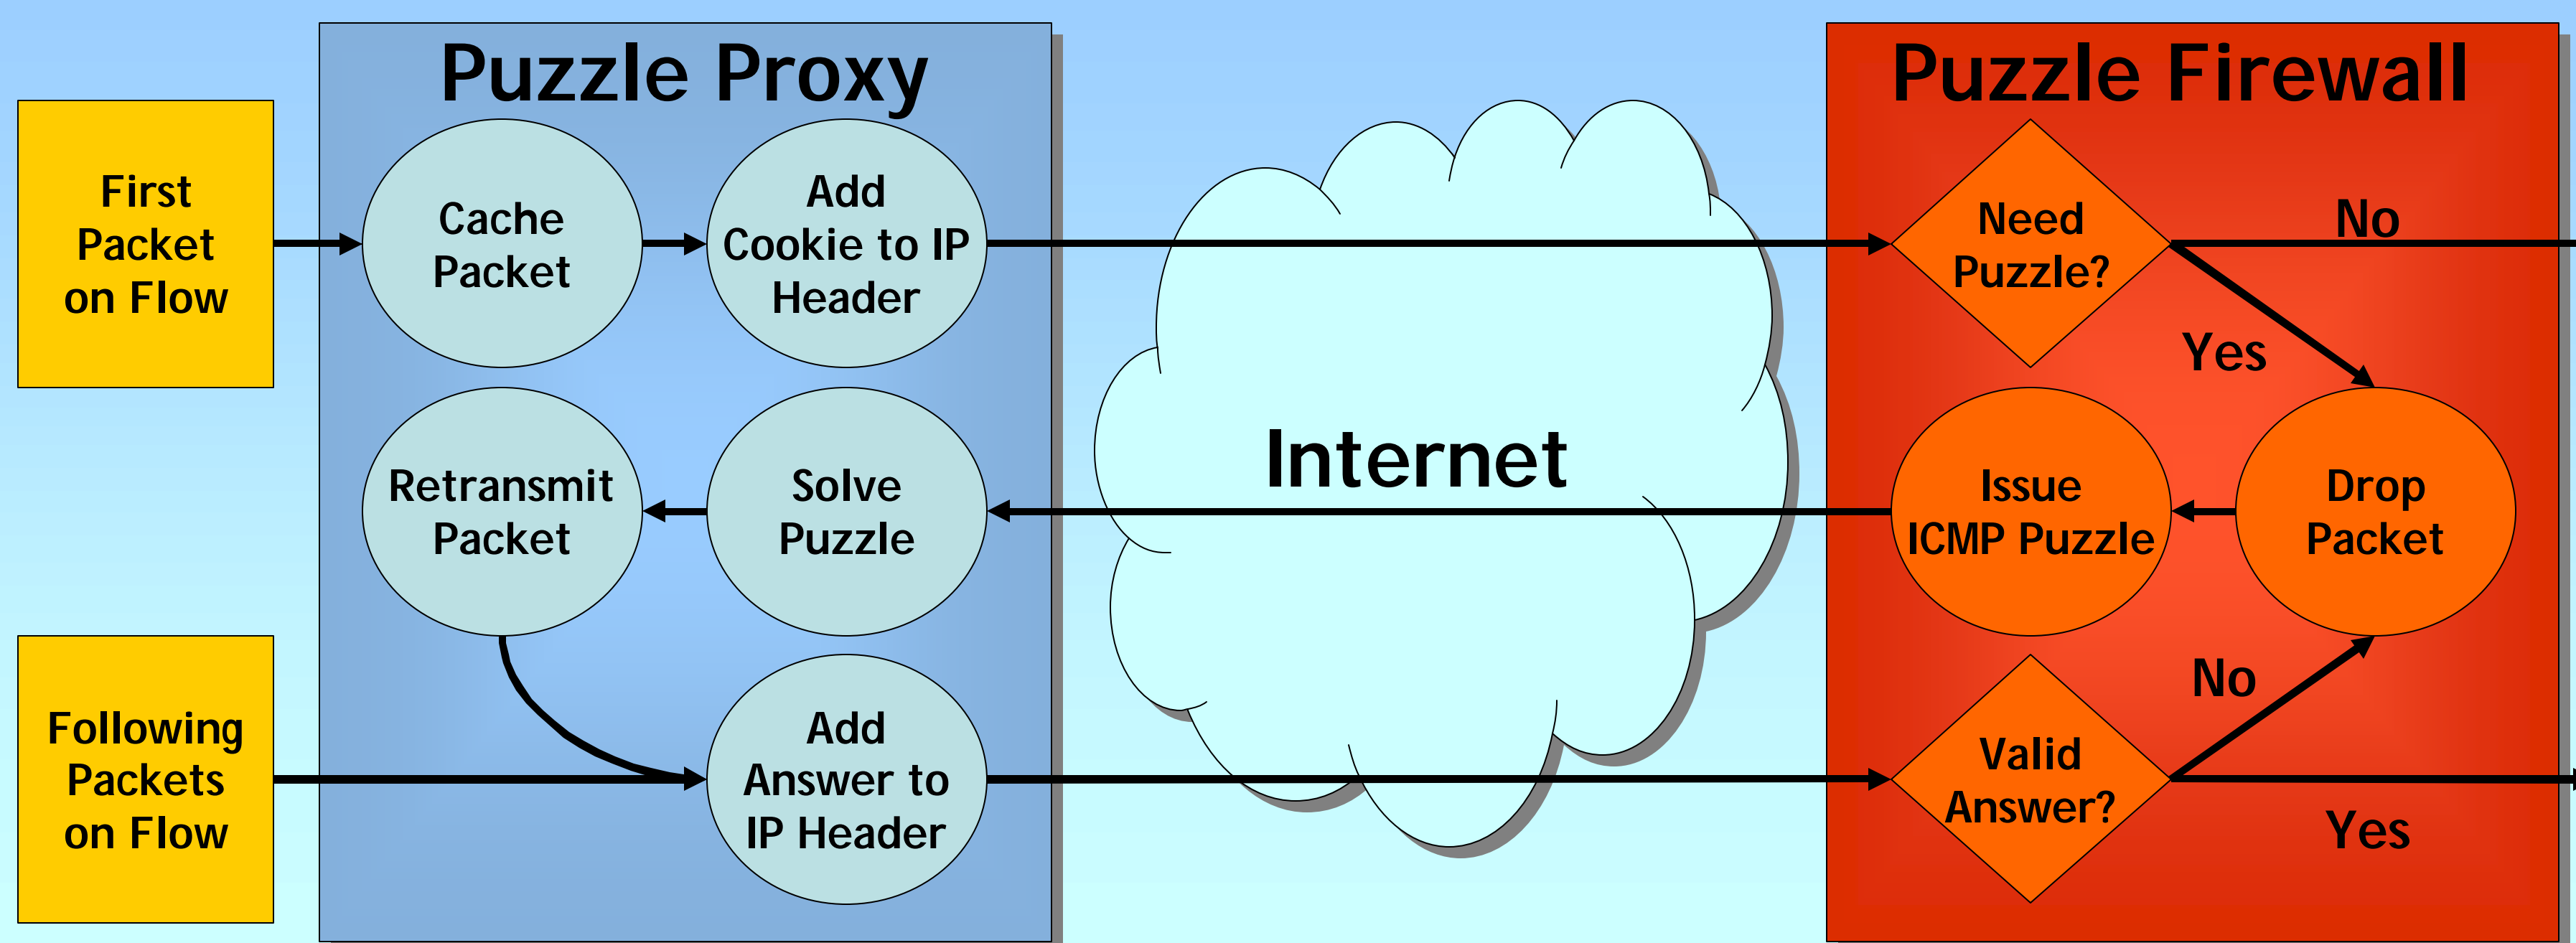 Puzzle Proxy
Puzzle Firewall
First
Packet
on Flow
Cache
Packet
Add
Cookie to IP
Header
Need
Puzzle?
No
Yes
Retransmit
Packet
Solve
Puzzle
Internet
Issue
ICMP Puzzle
Drop
Packet
Following
Packets
on Flow
Add
Answer to
IP Header
Valid
Answer?
No
Yes